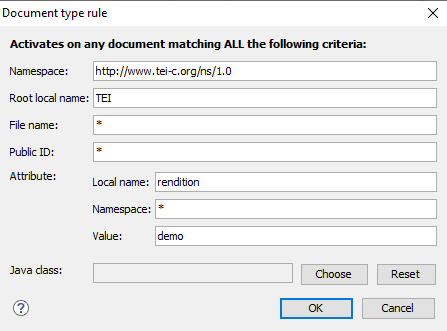 Document type rule
Activates on any document matching ALL the following criteria:
Namespace: http://www.tei-c.org/ns/1.0
Root local name: TEI
File name: *
Public ID: *
Attribute:
Local name: rendition
Namespace: *
Value: demo
Java class: Choose Reset
? OK Cancel